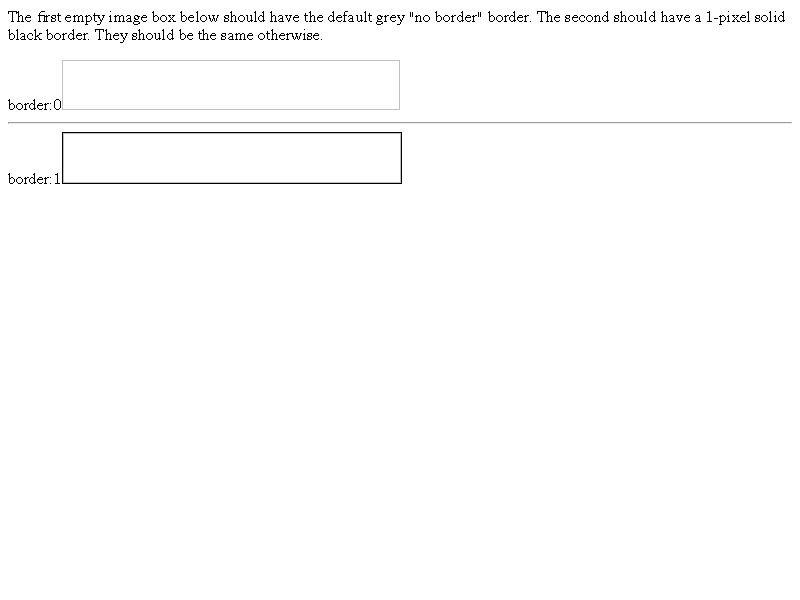 The first empty image box below should have the default grey "no border" border. The second should have a 1-pixel solid
black border. They should be the same otherwise.
border:0
border:1